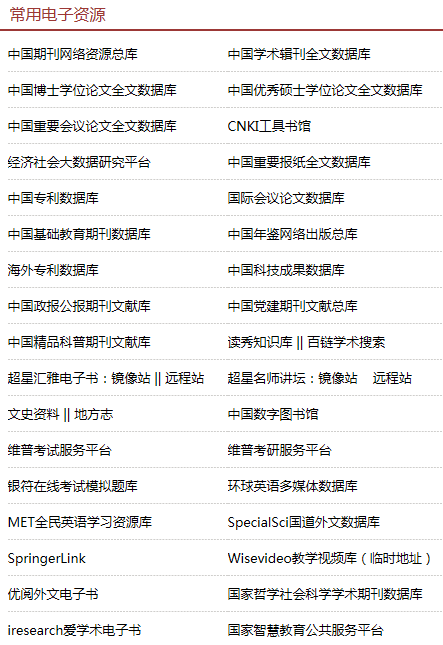 常用电子资源
中国期刊网络资源总库 中国学术辑刊全文数据库
中国博士学位论文全文数据库 中国优秀硕士学位论文全文数据库
中国重要会议论文全文数据库 CNKI工具书馆
经济社会大数据研究平台 中国重要报纸全文数据库
中国专利数据库 国际会议论文数据库
中国基础教育期刊数据库 中国年鉴网络出版总库
海外专利数据库 中国科技成果数据库
中国政报公报期刊文献库 中国党建期刊文献总库
中国精品科普期刊文献库 读秀知识库 || 百链学术搜索
超星汇雅电子书：镜像站 || 远程站 超星名师讲坛：镜像站 远程站
文史资料 || 地方志 中国数字图书馆
维普考试服务平台 维普考研服务平台
银符在线考试模拟题库 环球英语多媒体数据库
MET全民英语学习资源库 SpecialSci国道外文数据库
SpringerLink Wisevideo教学视频库（临时地址）
优阅外文电子书 国家哲学社会科学学术期刊数据库
iresearch爱学术电子书 国家智慧教育公共服务平台